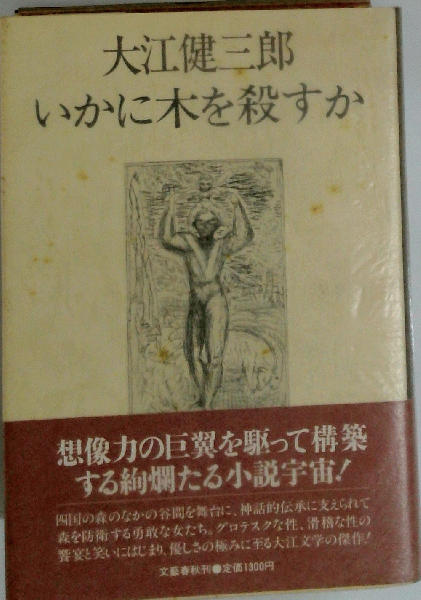 大江健三郎
いかに木を殺すか
想像力の巨翼を駆って構築
する絢爛たる小説宇宙!
四国の森のなかの谷間を舞台に、神話的伝承に支えられて
森を防衛する勇敢な女たち。グロテスクな性、滑稽な性の
饗宴と笑いにはじまり、優しさの極みに至る大江文学の傑作!
文藝春秋刊●定価1300円